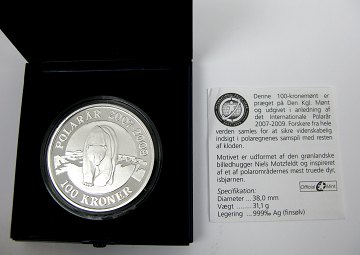 POLARÅR 2007-2009
100 KRONER
Denne 100-kronemønt er
præget på Den Kgl. Mønt
og udgivet i anledning af
det Internationale Polarår
2007-2009. Forskere fra hele
verden samles for at sikre videnskabelig
indsigt i polaregnenes samspil med resten
af kloden.
Motivet er udformet af den grønlandske
billedhugger Niels Motzfeldt og inspireret
af et af polarområdernes mest truede dyr,
isbjørnen.
Specifikation:
Diameter ... 38,0 mm
Vægt ........ 31,1 g
Legering ... 999‰ Ag (finsølv)
Official Mint